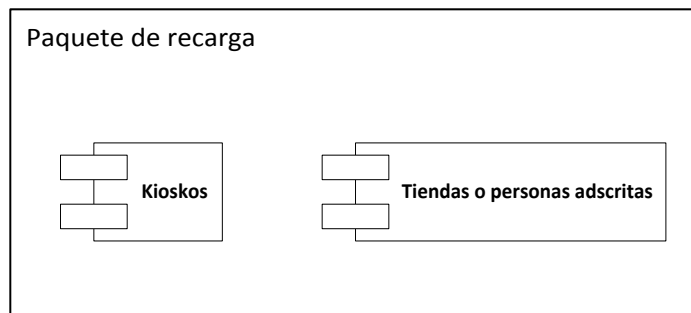 Paquete de recarga
Kioskos
Tiendas o personas adscritas